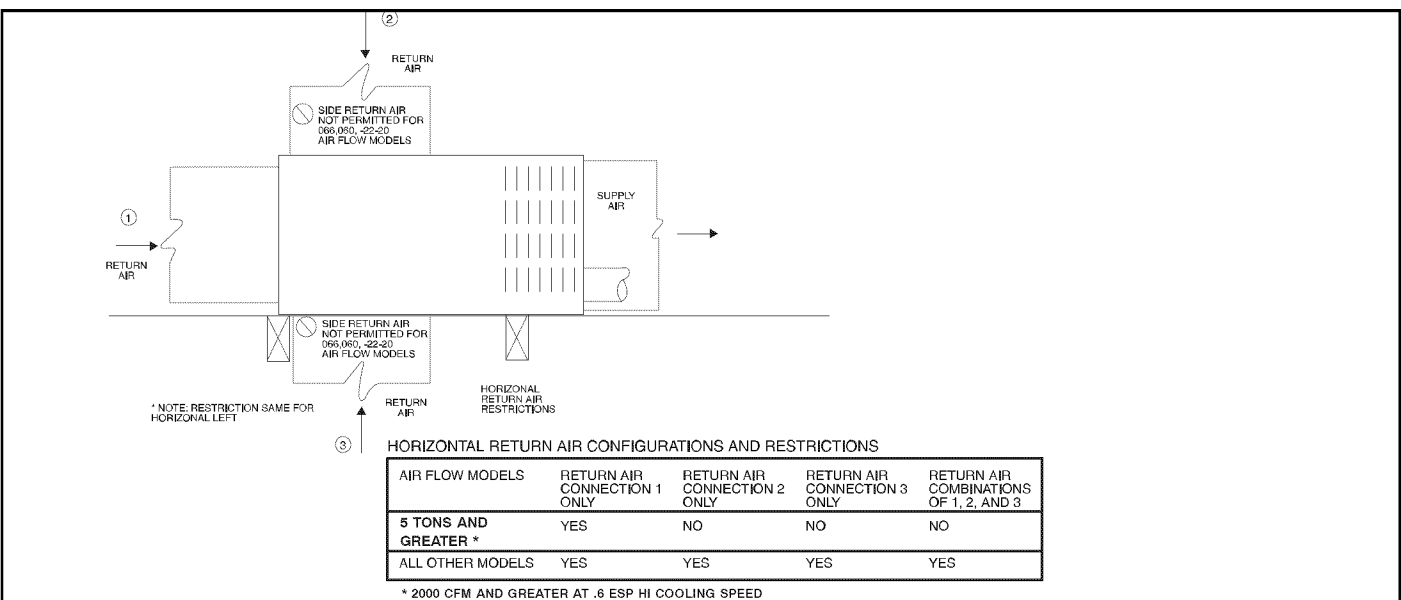 2
RETURN
AIR
SIDE RETURN AIR
NOT PERMITTED FOR
066,060, -22-20
AIR FLOW MODELS
SUPPLY
AIR
1
RETURN
AIR
SIDE RETURN AIR
NOT PERMITTED FOR
066,060, -22-20
AIR FLOW MODELS
HORIZONAL
RETURN AIR
RESTRICTIONS
* NOTE: RESTRICTION SAME FOR
HORIZONAL LEFT
RETURN
AIR
3
HORIZONTAL RETURN AIR CONFIGURATIONS AND RESTRICTIONS
AIR FLOW MODELS
RETURN AIR
CONNECTION 1
ONLY
RETURN AIR
CONNECTION 2
ONLY
RETURN AIR
CONNECTION 3
ONLY
RETURN AIR
COMBINATIONS
OF 1, 2, AND 3
5 TONS AND
GREATER *
YES
NO
NO
NO
ALL OTHER MODELS
YES
YES
YES
YES
* 2000 CFM AND GREATER AT .6 ESP HI COOLING SPEED